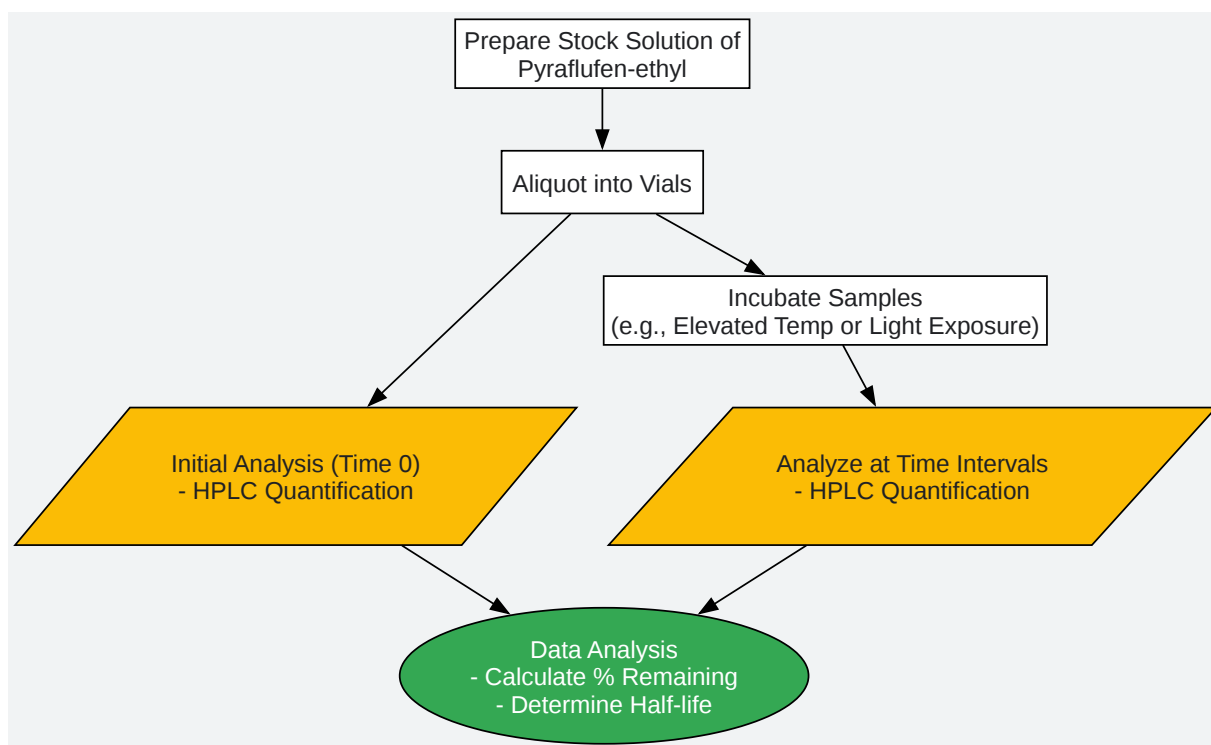 Prepare Stock Solution of
Pyraflufen-ethyl
Aliquot into Vials
Incubate Samples
(e.g., Elevated Temp or Light Exposure)
Initial Analysis (Time 0)
- HPLC Quantification
Analyze at Time Intervals
- HPLC Quantification
Data Analysis
- Calculate % Remaining
- Determine Half-life